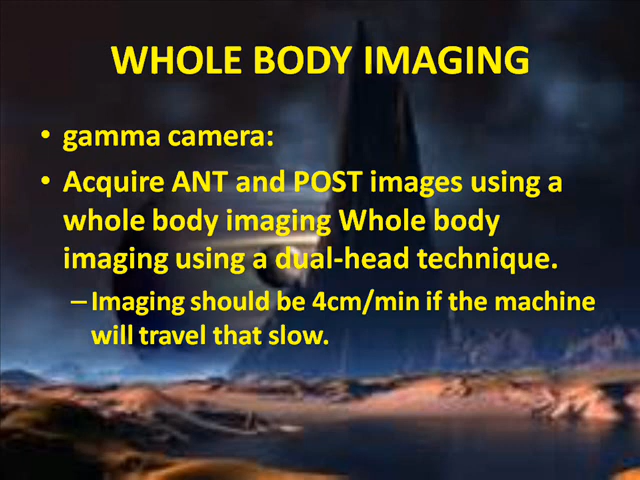 WHOLE BODY IMAGING
• gamma camera:
• Acquire ANT and POST images using a
whole body imaging Whole body
imaging using a dual-head technique.
– Imaging should be 4cm/min if the machine
will travel that slow.